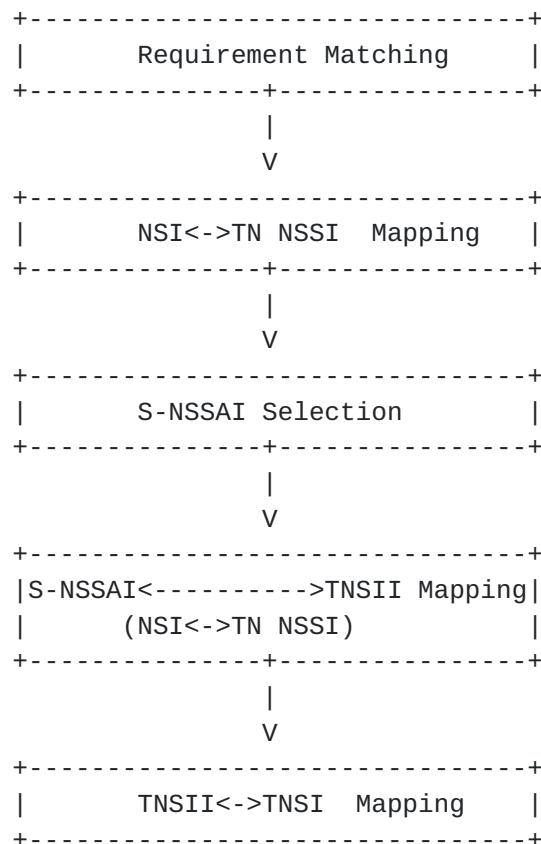 Requirement Matching
NSI<->TN NSSI  Mapping
S-NSSAI Selection
S-NSSAI<---------->TNSII Mapping
(NSI<->TN NSSI)
TNSII<->TNSI  Mapping